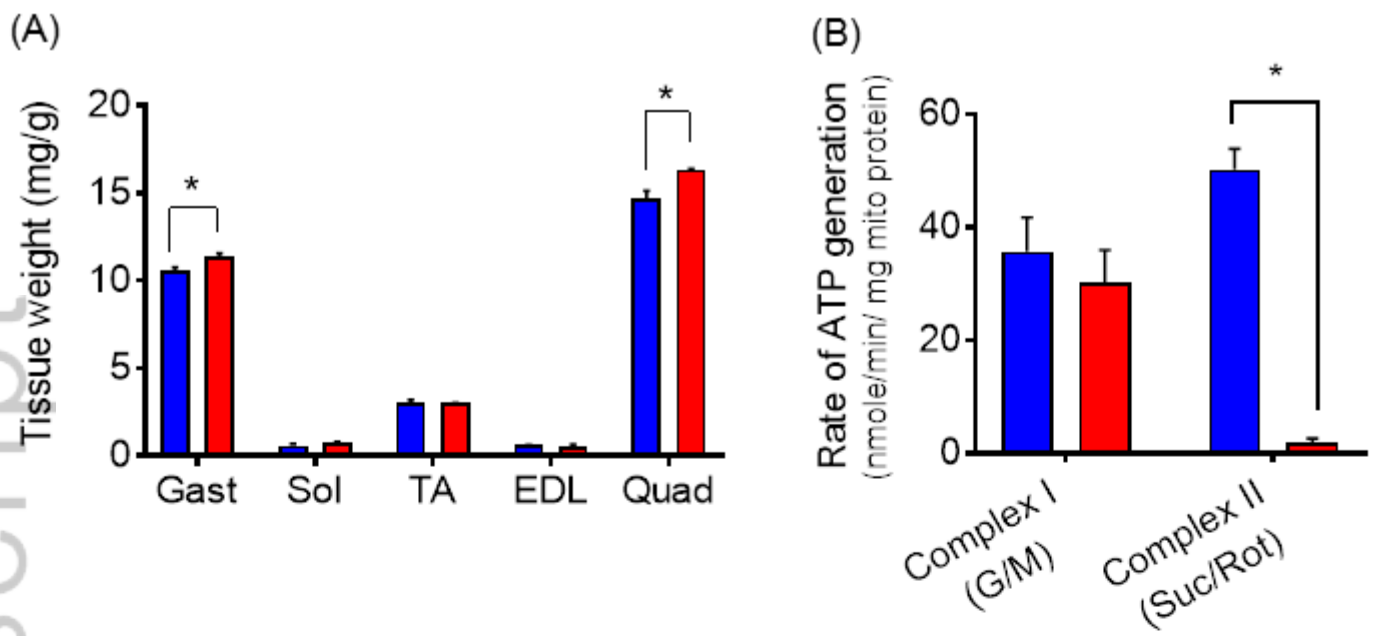 (A)
Tissue weight (mg/g)
20
15
10
5
0
*
*
Gast Sol TA EDL Quad
(B)
Rate of ATP generation
(nmole/min/ mg mito protein)
60
40
20
0
*
Complex I
(G/M)
Complex II
(Suc/Rot)